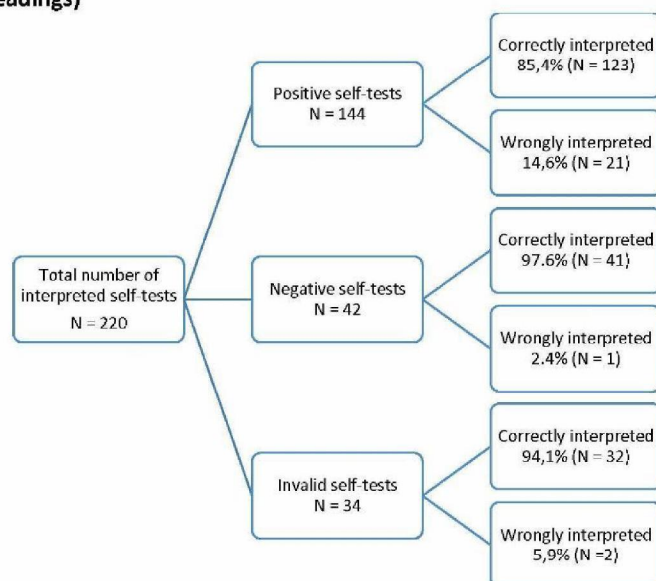 eadings)
Total number of
interpreted self-tests
N = 220
Positive self-tests
N = 144
Correctly interpreted
85,4% (N = 123)
Wrongly interpreted
14,6% (N = 21)
Negative self-tests
N = 42
Correctly interpreted
97.6% (N = 41)
Wrongly interpreted
2.4% (N = 1)
Invalid self-tests
N = 34
Correctly interpreted
94,1% (N = 32)
Wrongly interpreted
5,9% (N =2)